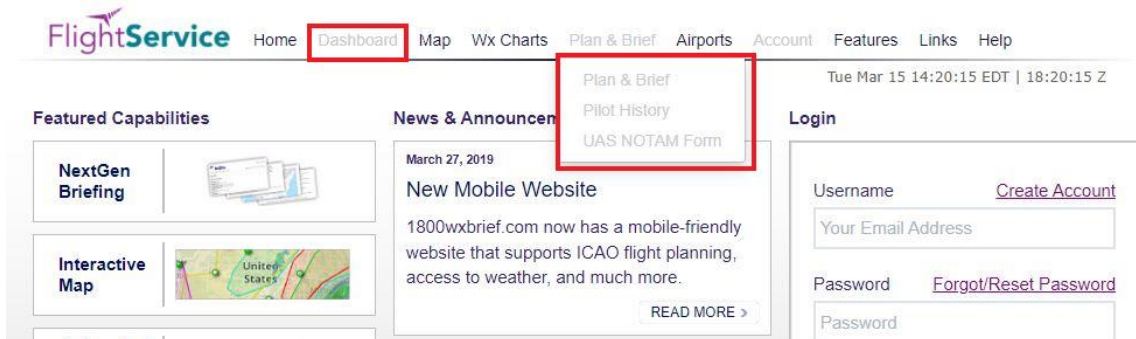 FlightService Home Dashboard Map Wx Charts Plan & Brief Airports Account Features Links Help
Tue Mar 15 14:20:15 EDT | 18:20:15 Z
Plan & Brief
Pilot History
UAS NOTAM Form
Featured Capabilities
NextGen
Briefing
Interactive
Map
United
States
News & Announcem
March 27, 2019
New Mobile Website
1800wxbrief.com now has a mobile-friendly
website that supports ICAO flight planning,
access to weather, and much more.
READ MORE >
Login
Username Create Account
Your Email Address
Password Forgot/Reset Password
Password